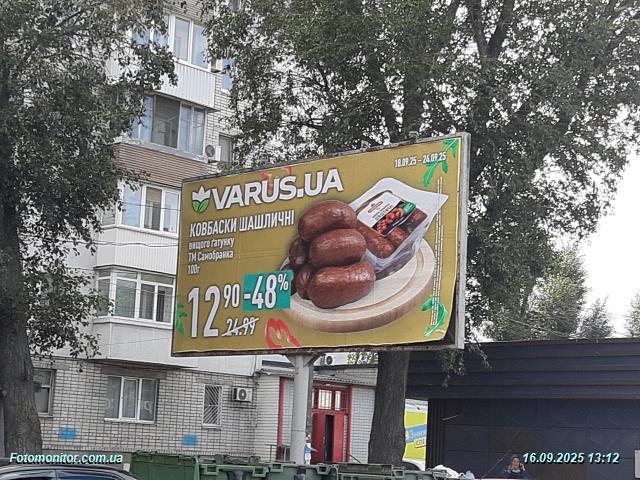 18.09.25 – 24.09.25
VARUS.UA
КОВБАСКИ ШАШЛИЧНІ
вищого ґатунку
ТМ Самобранка
100г
12 90 -48%
24.99
Fotomonitor.com.ua
16.09.2025 13:12